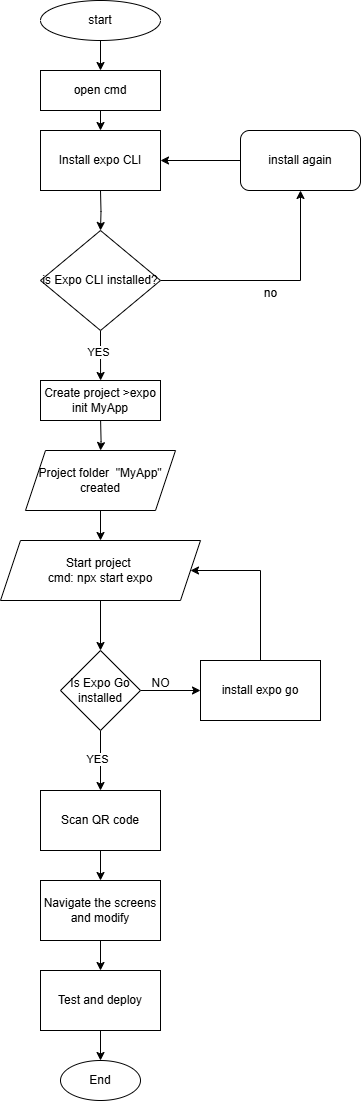 start
open cmd
Install expo CLI
install again
is Expo CLI installed?
no
YES
Create project >expo
init MyApp
Project folder "MyApp"
created
Start project
cmd: npx start expo
Is Expo Go
installed
NO
install expo go
YES
Scan QR code
Navigate the screens
and modify
Test and deploy
End